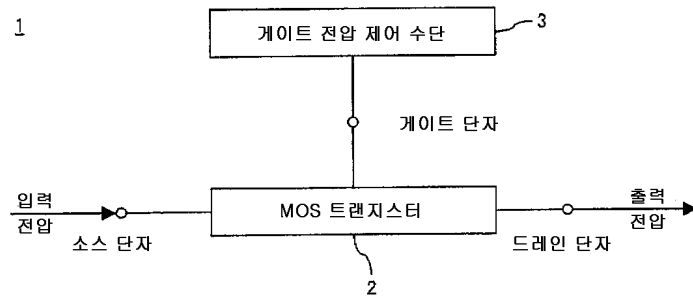 1
게이트 전압 제어 수단
3
게이트 단자
입력
전압
소스 단자
MOS 트랜지스터
2
드레인 단자
출력
전압